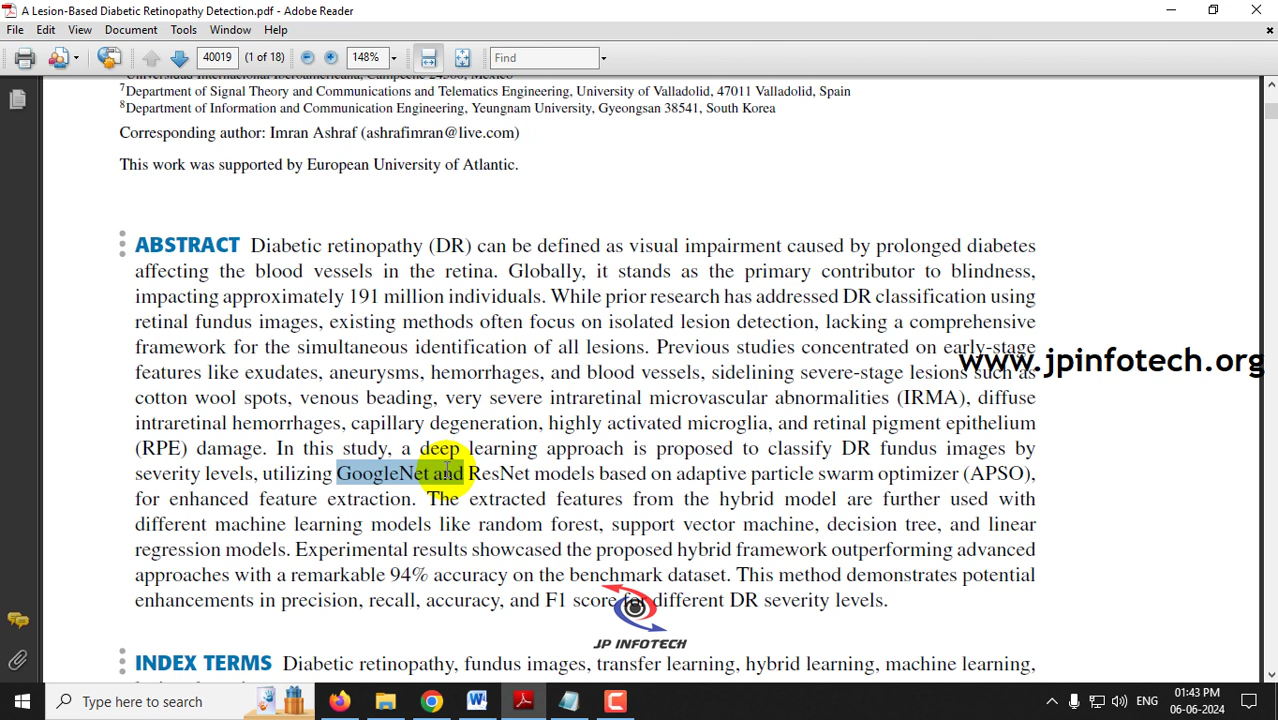 A Lesion-Based Diabetic Retinopathy Detection.pdf - Adobe Reader
File Edit View Document Tools Window Help
40019 (1 of 18) 148% Find
Universidad Internacional Iberoamericana, Campeche 24560, Mexico
7Department of Signal Theory and Communications and Telematics Engineering, University of Valladolid, 47011 Valladolid, Spain
8Department of Information and Communication Engineering, Yeungnam University, Gyeongsan 38541, South Korea
Corresponding author: Imran Ashraf (ashrafimran@live.com)
This work was supported by European University of Atlantic.
ABSTRACT Diabetic retinopathy (DR) can be defined as visual impairment caused by prolonged diabetes
affecting the blood vessels in the retina. Globally, it stands as the primary contributor to blindness,
impacting approximately 191 million individuals. While prior research has addressed DR classification using
retinal fundus images, existing methods often focus on isolated lesion detection, lacking a comprehensive
framework for the simultaneous identification of all lesions. Previous studies concentrated on early-stage
www.jpinfotech.org
features like exudates, aneurysms, hemorrhages, and blood vessels, sidelining severe-stage lesions such as
cotton wool spots, venous beading, very severe intraretinal microvascular abnormalities (IRMA), diffuse
intraretinal hemorrhages, capillary degeneration, highly activated microglia, and retinal pigment epithelium
(RPE) damage. In this study, a deep learning approach is proposed to classify DR fundus images by
severity levels, utilizing GoogleNet and ResNet models based on adaptive particle swarm optimizer (APSO),
for enhanced feature extraction. The extracted features from the hybrid model are further used with
different machine learning models like random forest, support vector machine, decision tree, and linear
regression models. Experimental results showcased the proposed hybrid framework outperforming advanced
approaches with a remarkable 94% accuracy on the benchmark dataset. This method demonstrates potential
enhancements in precision, recall, accuracy, and F1 score for different DR severity levels.
JP INFOTECH
INDEX TERMS Diabetic retinopathy, fundus images, transfer learning, hybrid learning, machine learning,
Type here to search
ENG
01:43 PM
06-06-2024